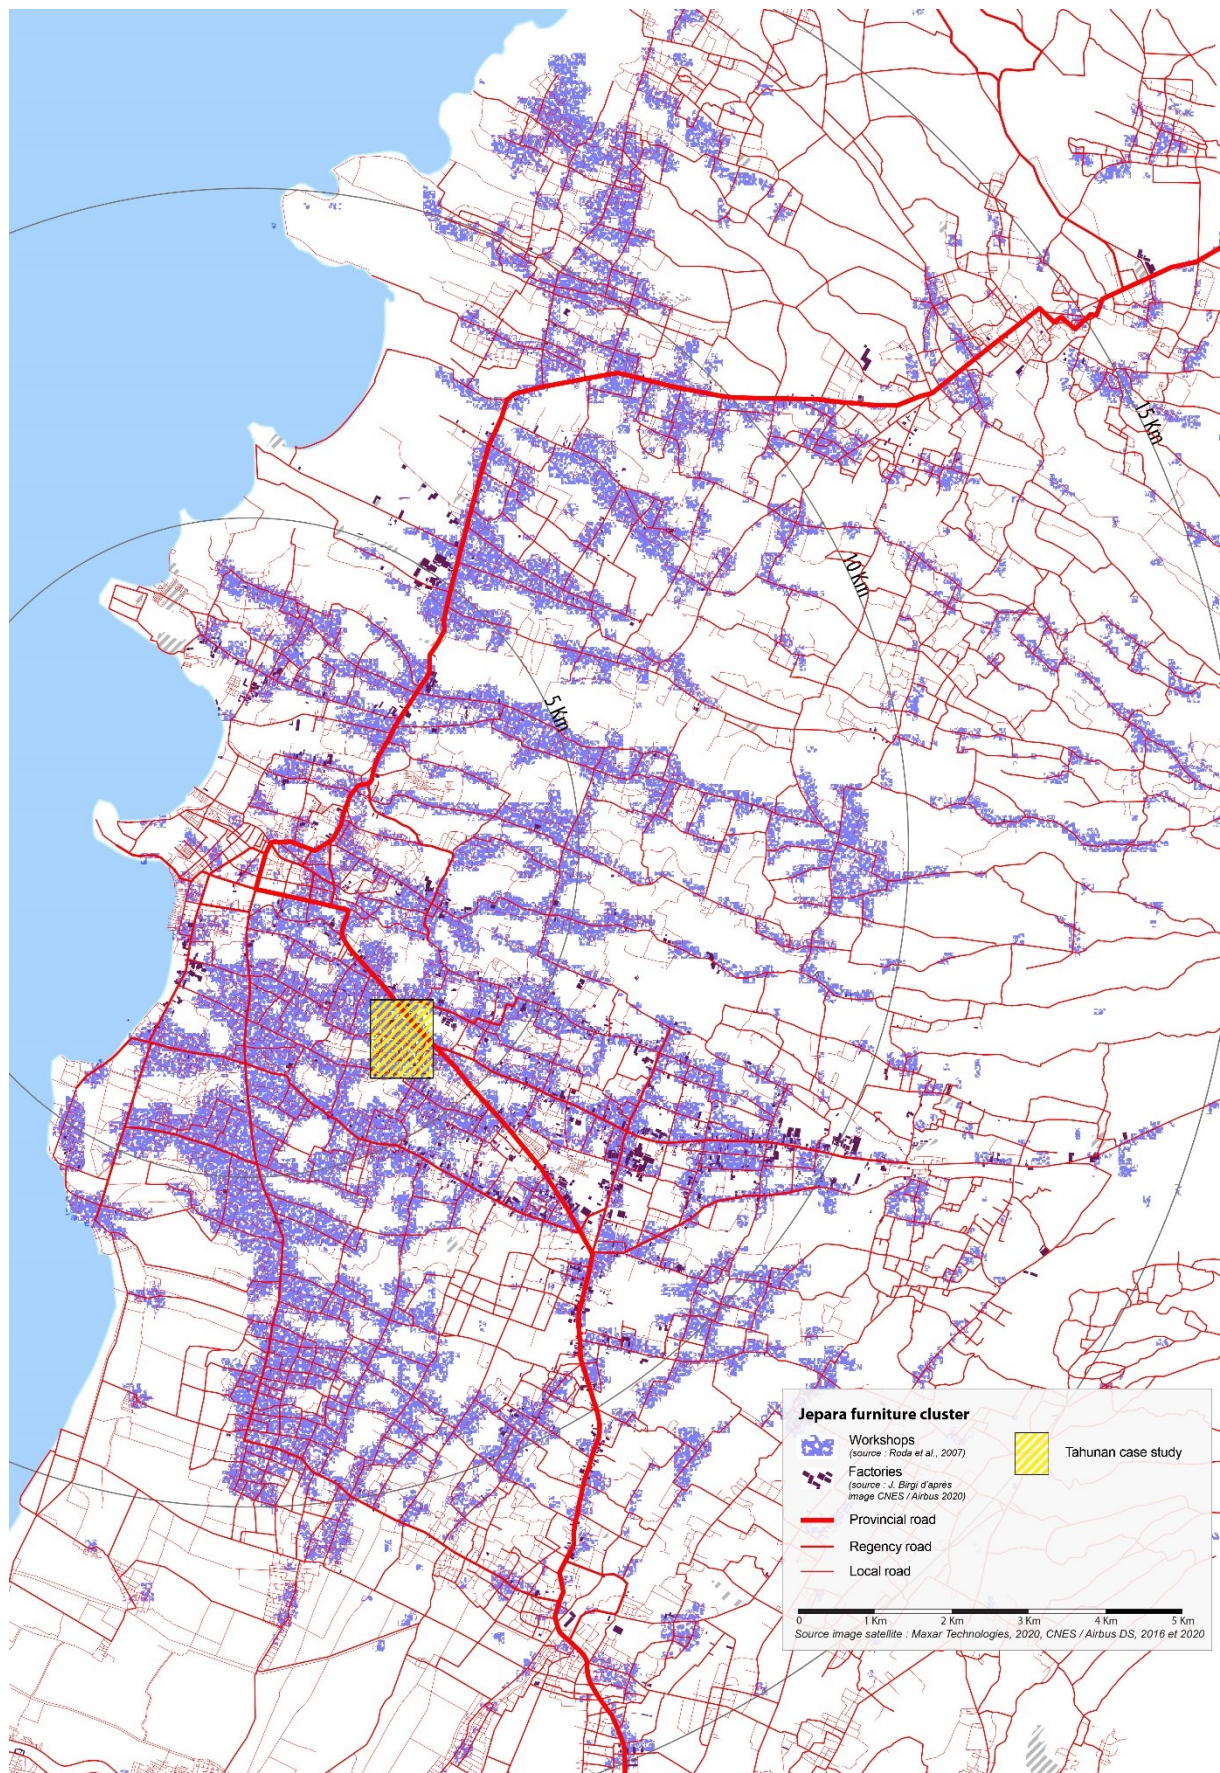 15 Km
10 Km
5 Km
Jepara furniture cluster
Workshops
(source : Roda et al., 2007)
Factories
(source : J. Birgi d'après
image CNES / Airbus 2020)
Provincial road
Regency road
Local road
Tahunan case study
0 1 Km 2 Km 3 Km 4 Km 5 Km
Source image satellite : Maxar Technologies, 2020, CNES / Airbus DS, 2016 et 2020